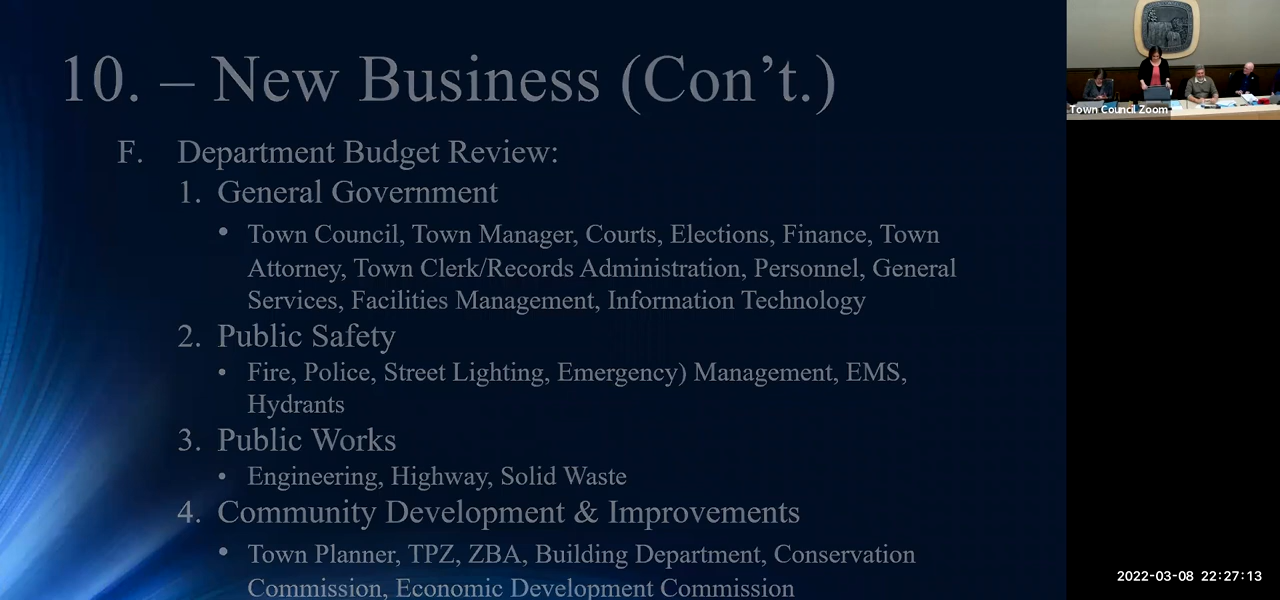 10. – New Business (Con’t.)
F. Department Budget Review:
1. General Government
• Town Council, Town Manager, Courts, Elections, Finance, Town
Attorney, Town Clerk/Records Administration, Personnel, General
Services, Facilities Management, Information Technology
2. Public Safety
• Fire, Police, Street Lighting, Emergency) Management, EMS,
Hydrants
3. Public Works
• Engineering, Highway, Solid Waste
4. Community Development & Improvements
• Town Planner, TPZ, ZBA, Building Department, Conservation
Commission, Economic Development Commission
Town Council Zoom
2022-03-08 22:27:13